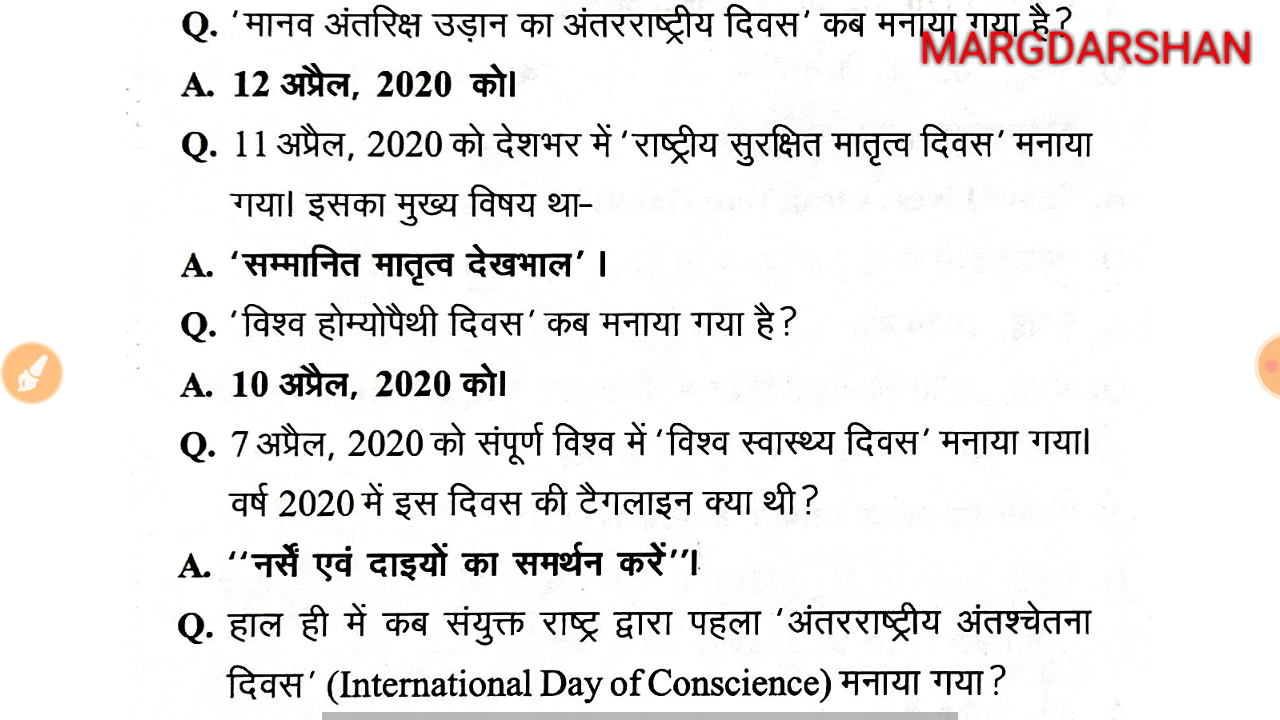 Q. ‘मानव अंतरिक्ष उड़ान का अंतरराष्ट्रीय दिवस’ कब मनाया गया है?
MARGDARSHAN
A. 12 अप्रैल, 2020 को।
Q. 11 अप्रैल, 2020 को देशभर में ‘राष्ट्रीय सुरक्षित मातृत्व दिवस’ मनाया
गया। इसका मुख्य विषय था-
A. ‘सम्मानित मातृत्व देखभाल’ ।
Q. ‘विश्व होम्योपैथी दिवस’ कब मनाया गया है?
A. 10 अप्रैल, 2020 को।
Q. 7 अप्रैल, 2020 को संपूर्ण विश्व में ‘विश्व स्वास्थ्य दिवस’ मनाया गया।
वर्ष 2020 में इस दिवस की टैगलाइन क्या थी?
A. ‘‘नर्सें एवं दाइयों का समर्थन करें’’।
Q. हाल ही में कब संयुक्त राष्ट्र द्वारा पहला ‘अंतरराष्ट्रीय अंतश्चेतना
दिवस’ (International Day of Conscience) मनाया गया?